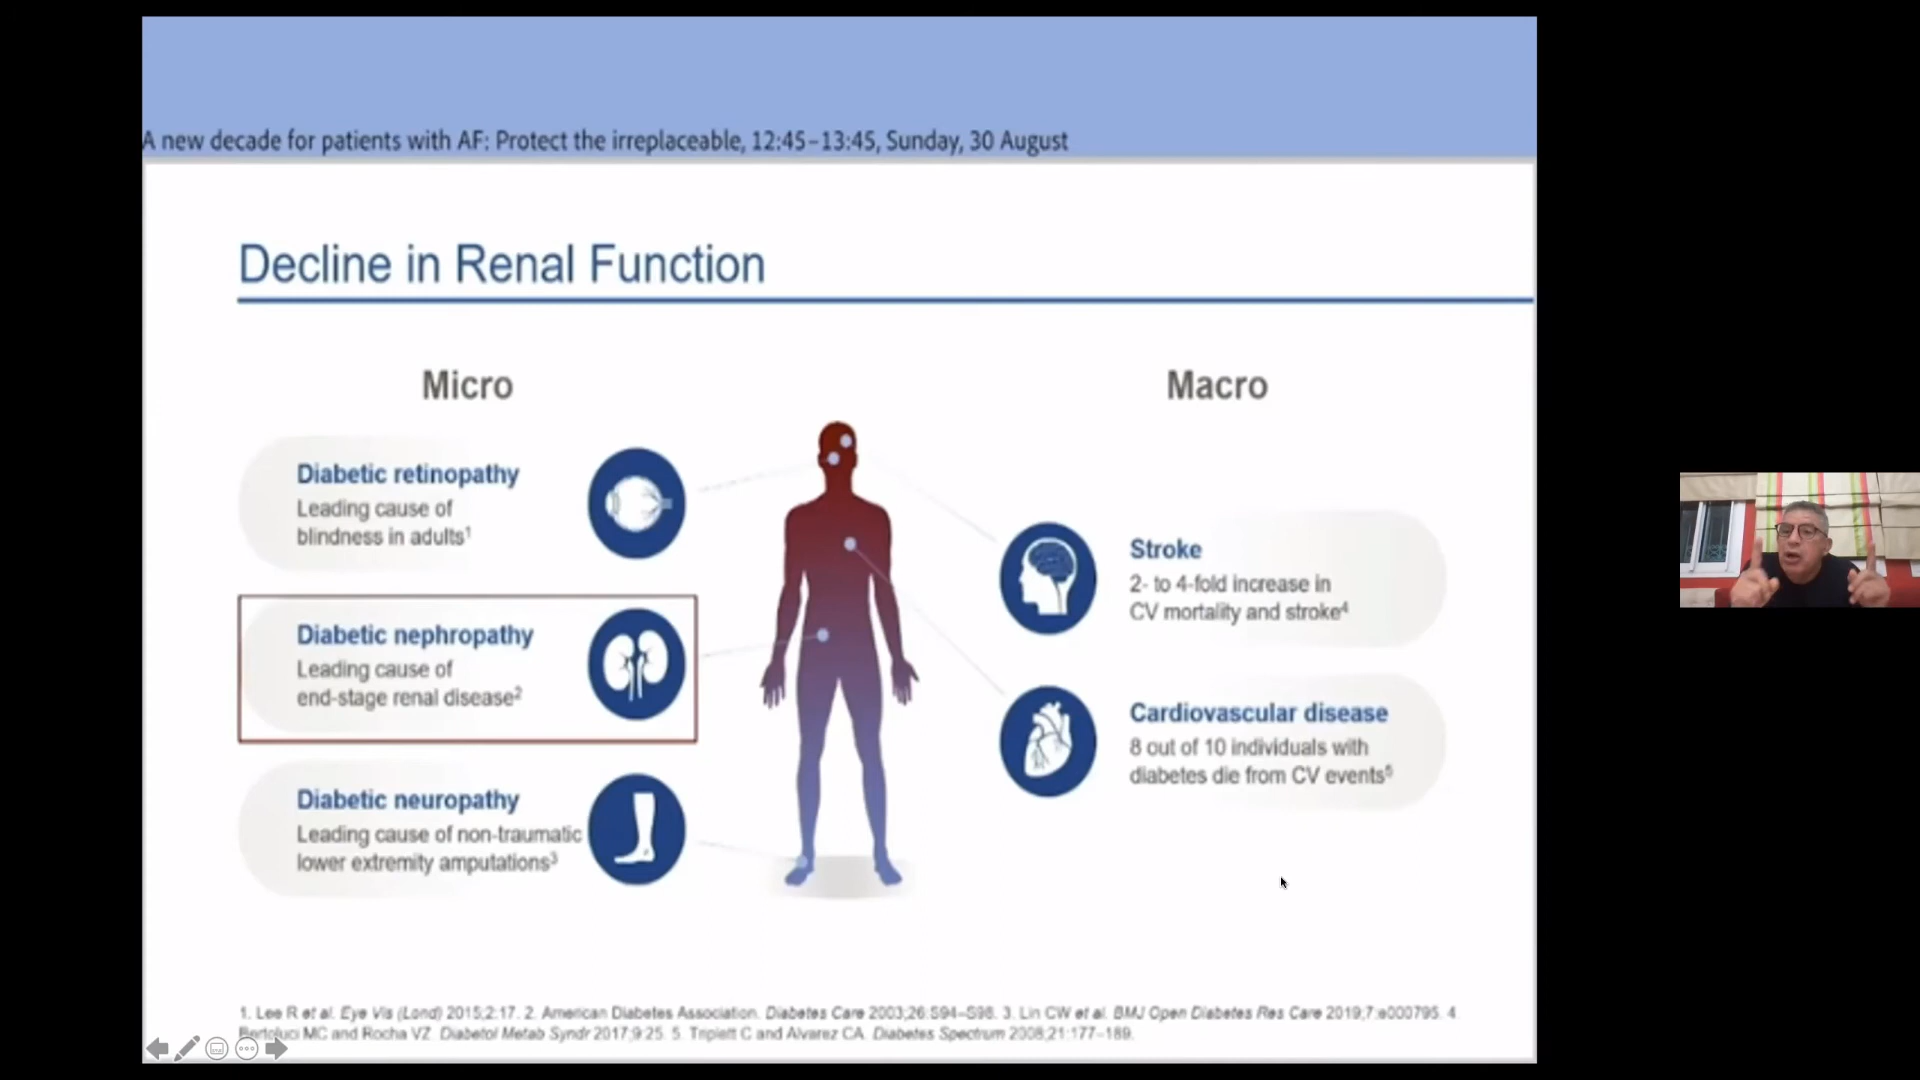 A new decade for patients with AF: Protect the irreplaceable, 12:45–13:45, Sunday, 30 August
Decline in Renal Function
Micro
Diabetic retinopathy
Leading cause of
blindness in adults¹
Diabetic nephropathy
Leading cause of
end-stage renal disease²
Diabetic neuropathy
Leading cause of non-traumatic
lower extremity amputations³
Macro
Stroke
2- to 4-fold increase in
CV mortality and stroke⁴
Cardiovascular disease
8 out of 10 individuals with
diabetes die from CV events⁵
1. Lee R et al. Eye Vis (Lond) 2015;2:17. 2. American Diabetes Association. Diabetes Care 2003;26:S94–S98. 3. Lin CW et al. BMJ Open Diabetes Res Care 2019;7:e000795. 4.
Bertoluci MC and Rocha VZ. Diabetol Metab Syndr 2017;9:25. 5. Triplett C and Alvarez CA. Diabetes Spectrum 2008;21:177–189.